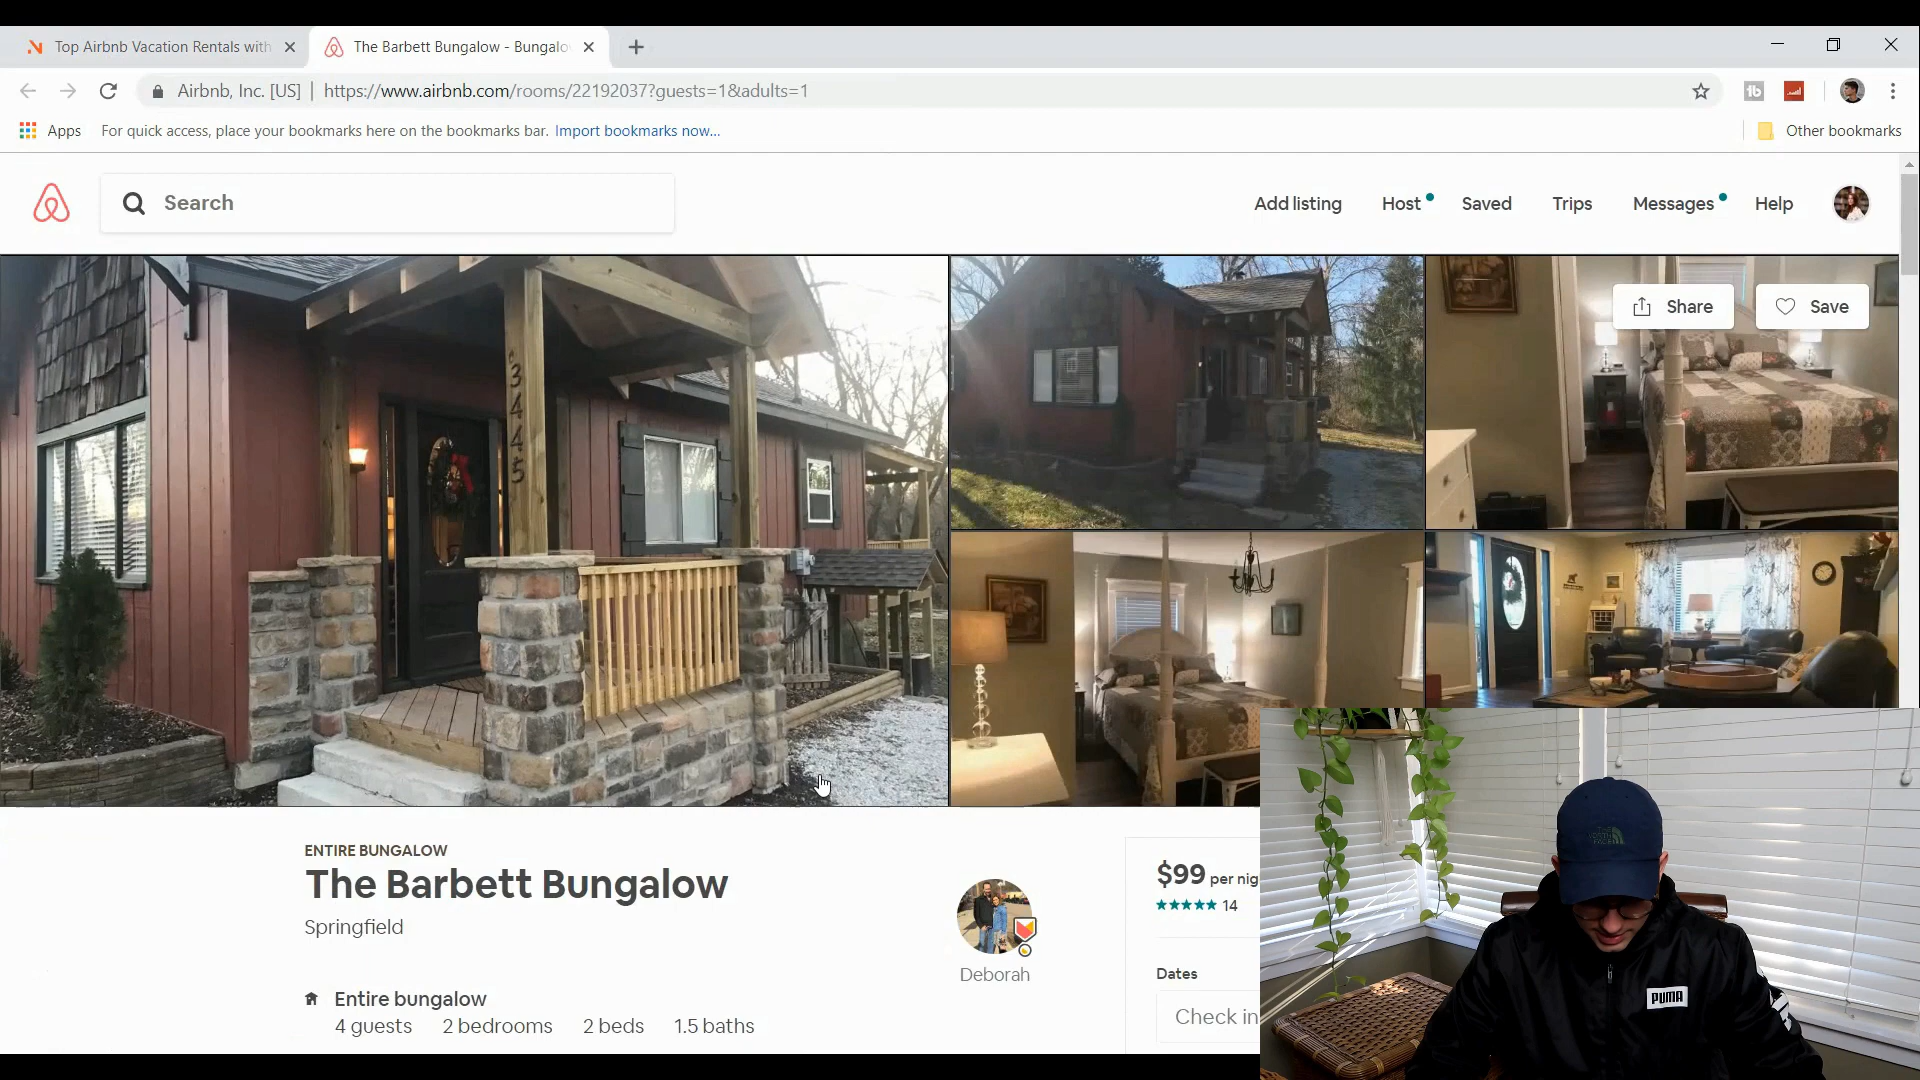 Top Airbnb Vacation Rentals with
The Barbett Bungalow - Bungalo
Airbnb, Inc. [US] | https://www.airbnb.com/rooms/22192037?guests=1&adults=1
Apps For quick access, place your bookmarks here on the bookmarks bar. Import bookmarks now... Other bookmarks
Search
Add listing Host Saved Trips Messages Help
Share Save
3445
ENTIRE BUNGALOW
The Barbett Bungalow
Springfield
Deborah
Entire bungalow
4 guests 2 bedrooms 2 beds 1.5 baths
$99 per nig
14
Dates
Check in
THE NORTH FACE
PUMA